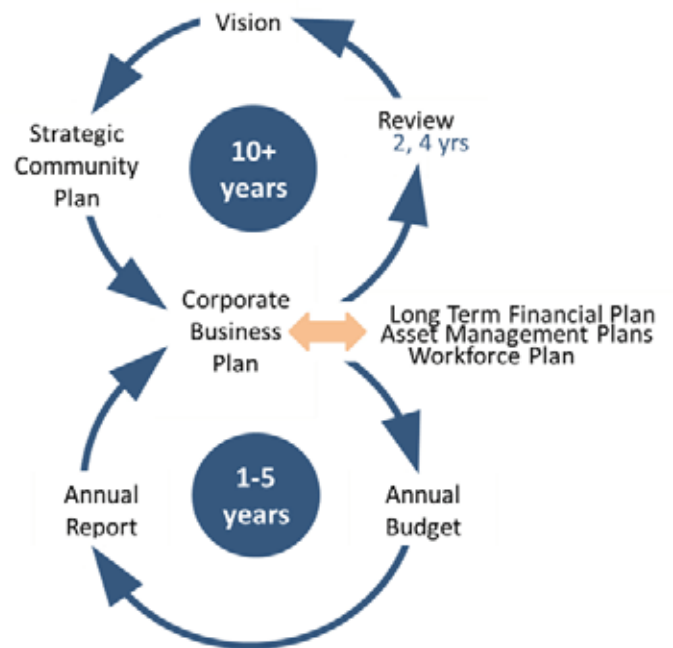 Vision
Review
2, 4 yrs
Strategic
Community
Plan
10+
years
Corporate
Business
Plan
Long Term Financial Plan
Asset Management Plans
Workforce Plan
1-5
years
Annual
Report
Annual
Budget